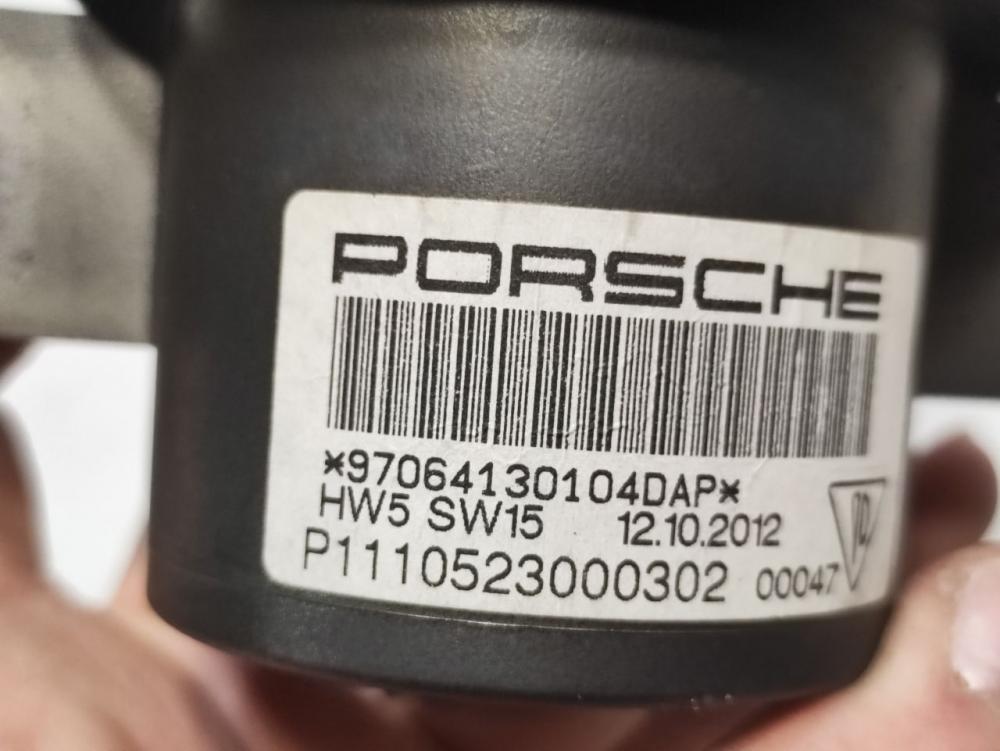 PORSCHE
*97064130104DAP*
HW5 SW15 12.10.2012
P1110523000302 00047